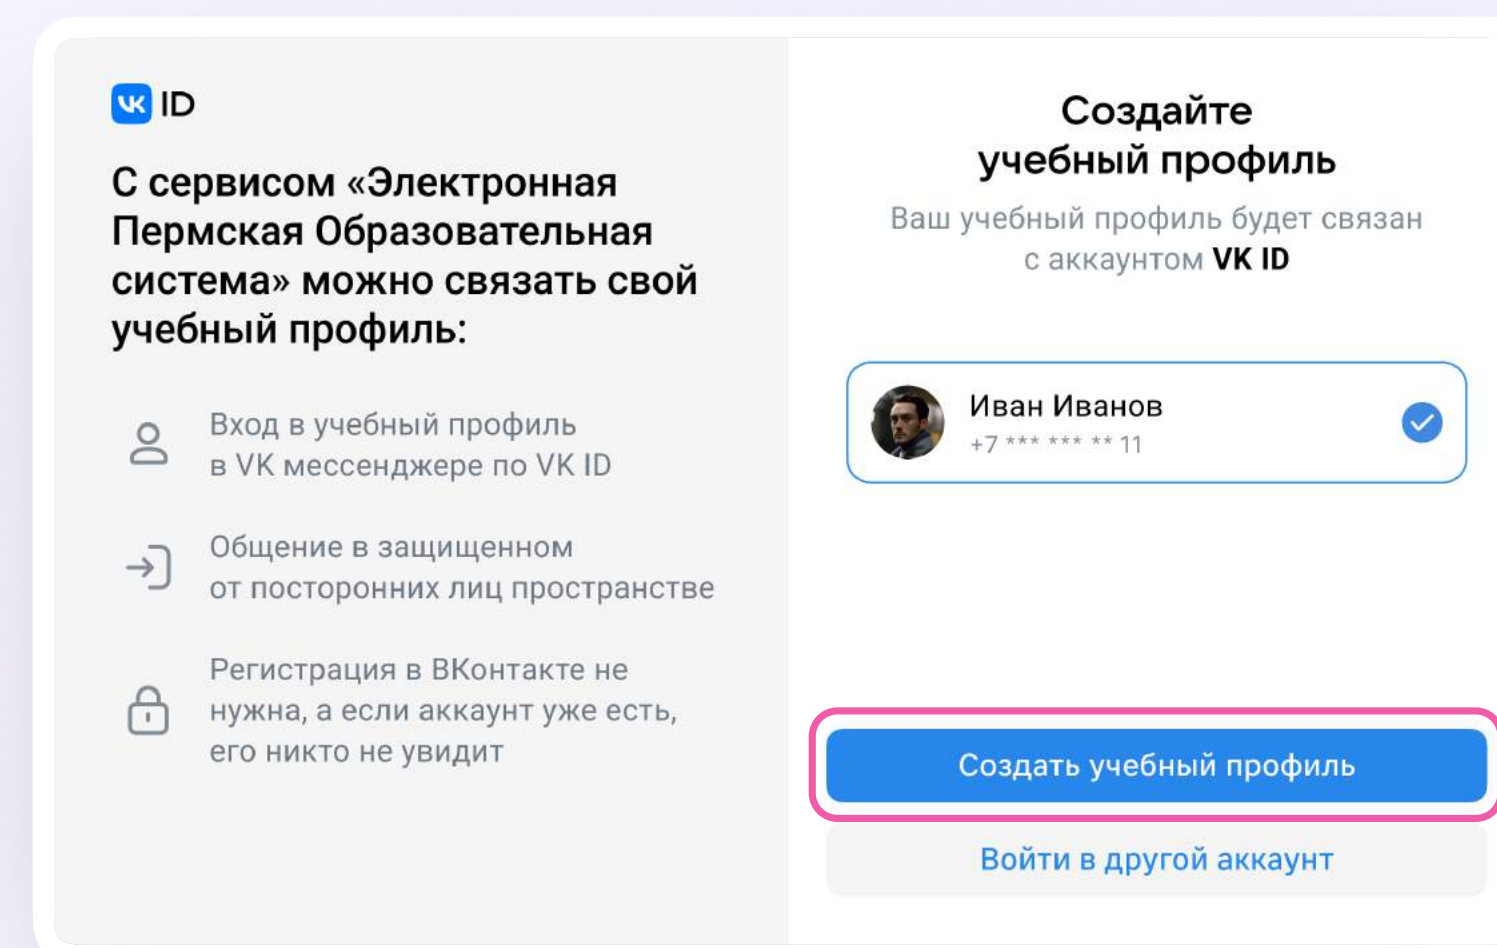 VK ID
С сервисом «Электронная
Пермская Образовательная
система» можно связать свой
учебный профиль:
Вход в учебный профиль
в VK мессенджере по VK ID
Общение в защищенном
от посторонних лиц пространстве
Регистрация в ВКонтакте не
нужна, а если аккаунт уже есть,
его никто не увидит
Создайте
учебный профиль
Ваш учебный профиль будет связан
с аккаунтом VK ID
Иван Иванов
+7 *** *** ** 11
Создать учебный профиль
Войти в другой аккаунт